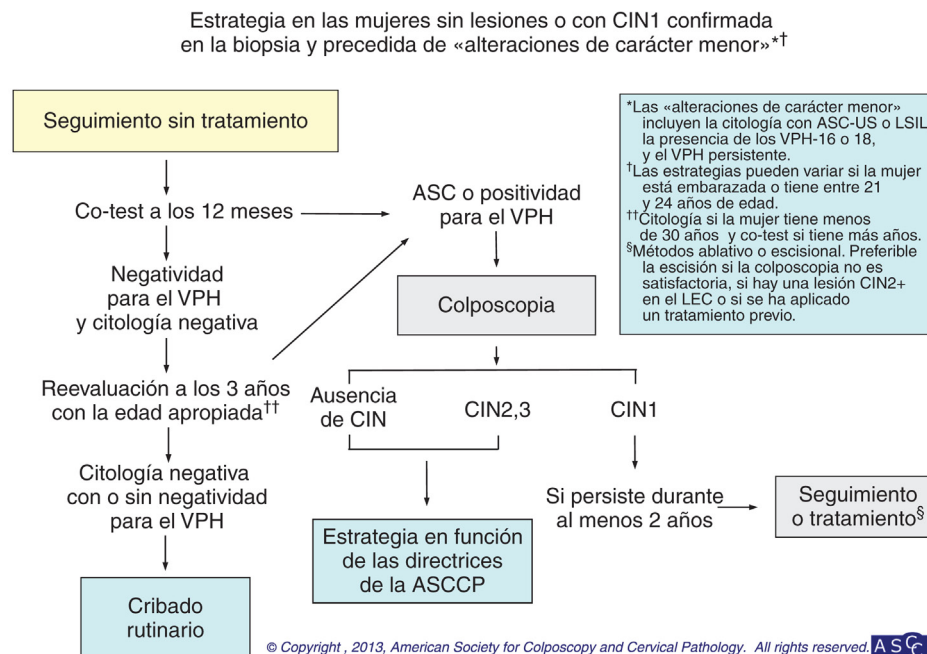 Estrategia en las mujeres sin lesiones o con CIN1 confirmada
en la biopsia y precedida de «alteraciones de carácter menor»*†
Seguimiento sin tratamiento
Co-test a los 12 meses
Negatividad
para el VPH
y citología negativa
Reevaluación a los 3 años
con la edad apropiada††
Citología negativa
con o sin negatividad
para el VPH
Cribado
rutinario
ASC o positividad
para el VPH
Colposcopia
Ausencia
de CIN
CIN2,3
CIN1
Estrategia en función
de las directrices
de la ASCCP
Si persiste durante
al menos 2 años
Seguimiento
o tratamiento§
*Las «alteraciones de carácter menor»
incluyen la citología con ASC-US o LSIL
la presencia de los VPH-16 o 18,
y el VPH persistente.
†Las estrategias pueden variar si la mujer
está embarazada o tiene entre 21
y 24 años de edad.
††Citología si la mujer tiene menos
de 30 años y co-test si tiene más años.
§Métodos ablativo o escisional. Preferible
la escisión si la colposcopia no es
satisfactoria, si hay una lesión CIN2+
en el LEC o si se ha aplicado
un tratamiento previo.
© Copyright , 2013, American Society for Colposcopy and Cervical Pathology. All rights reserved.
ASCC